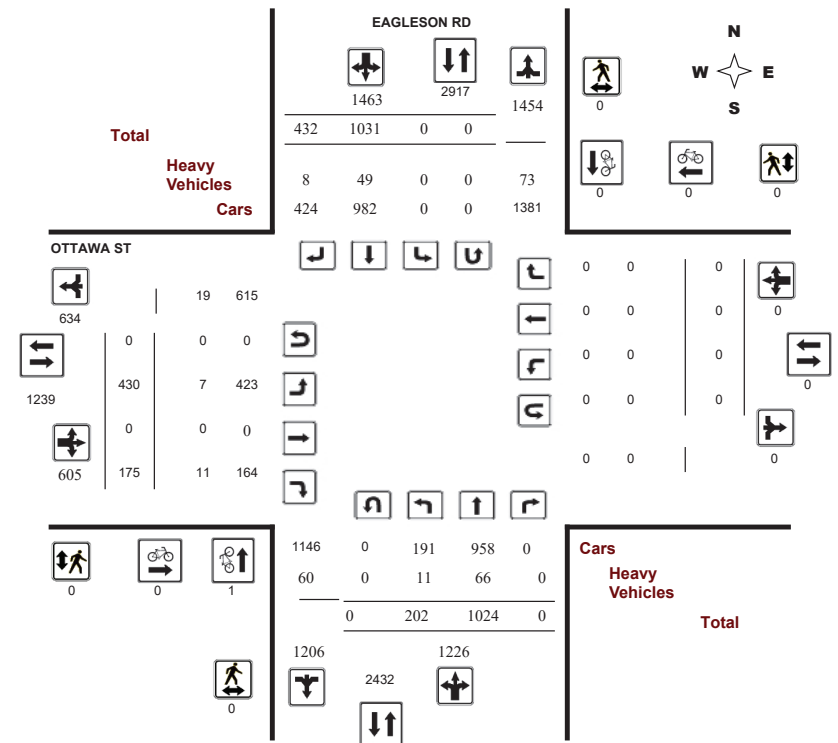 EAGLESON RD
N
W E
S
1463 2917 1454 0
432 1031 0 0
Total
Heavy
Vehicles
8 49 0 0 73
Cars 424 982 0 0 1381
0 0 0
OTTAWA ST
634 19 615
0 0 0
1239 430 7 423
0 0 0
605 175 11 164
0 0 0 0
0 0 0
0 0 0 0
0 0 0
0 0 0
1146 0 191 958 0
60 0 11 66 0
0 202 1024 0
1206 1226
2432
Cars
Heavy
Vehicles
Total
0 0 1
0